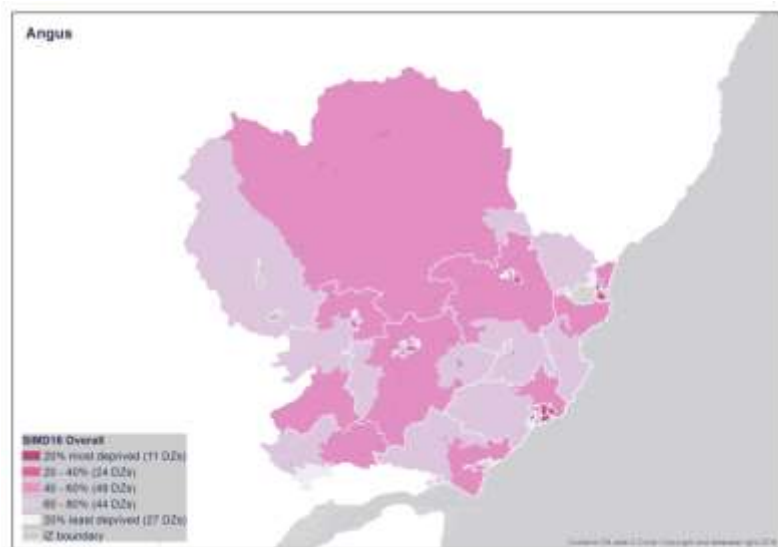 Angus
SIMD16 Overall
20% most deprived (11 DZs)
20 - 40% (24 DZs)
40 - 60% (49 DZs)
60 - 80% (44 DZs)
20% least deprived (27 DZs)
IZ boundary